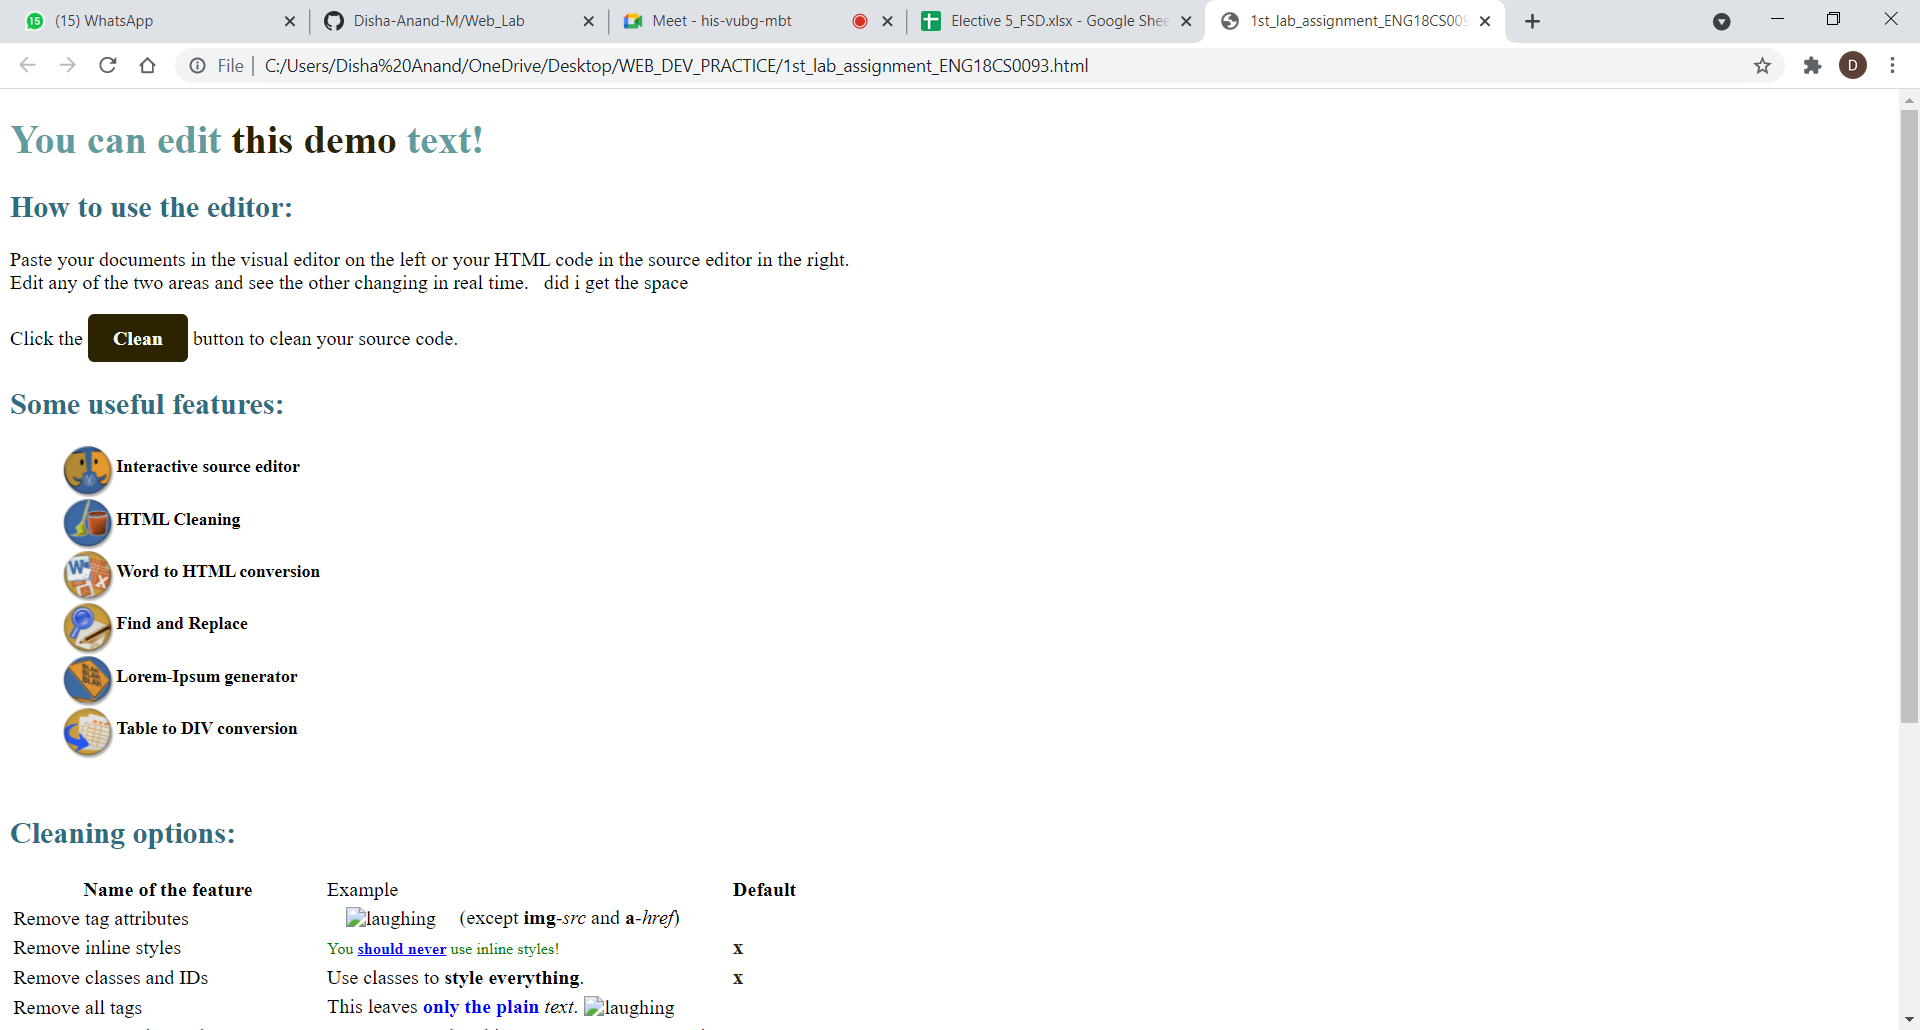 15 (15) WhatsApp
Disha-Anand-M/Web_Lab
Meet - his-vubg-mbt
Elective 5_FSD.xlsx - Google Shee
1st_lab_assignment_ENG18CS009
File | C:/Users/Disha%20Anand/OneDrive/Desktop/WEB_DEV_PRACTICE/1st_lab_assignment_ENG18CS0093.html
D
You can edit this demo text!
How to use the editor:
Paste your documents in the visual editor on the left or your HTML code in the source editor in the right.
Edit any of the two areas and see the other changing in real time.   did i get the space
Click the Clean button to clean your source code.
Some useful features:
Interactive source editor
HTML Cleaning
Word to HTML conversion
Find and Replace
Lorem-Ipsum generator
Table to DIV conversion
Cleaning options:
Name of the feature Example Default
Remove tag attributes laughing (except img-src and a-href)
Remove inline styles You should never use inline styles! x
Remove classes and IDs Use classes to style everything. x
Remove all tags This leaves only the plain text. laughing